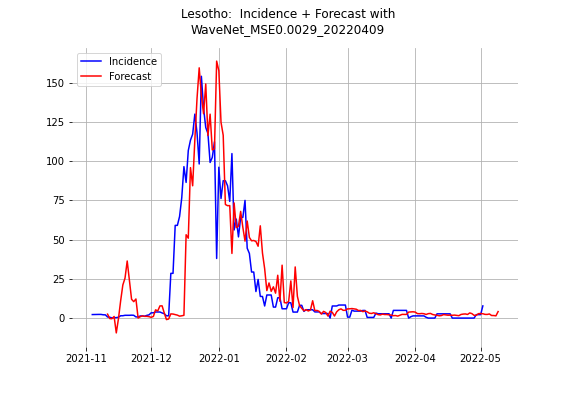 Lesotho:  Incidence + Forecast with
WaveNet_MSE0.0029_20220409
Incidence
Forecast
150
125
100
75
50
25
0
2021-11 2021-12 2022-01 2022-02 2022-03 2022-04 2022-05